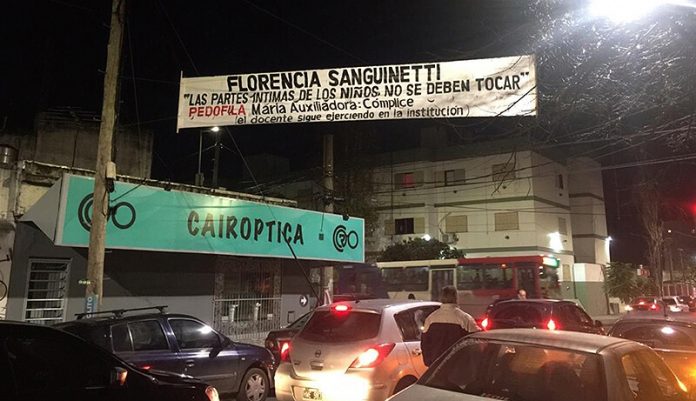 FLORENCIA SANGUINETTI
"LAS PARTES ÍNTIMAS DE LOS NIÑOS NO SE DEBEN TOCAR"
PEDOFILA María Auxiliadora: Cómplice
(el docente sigue ejerciendo en la institución)
CAIROPTICA